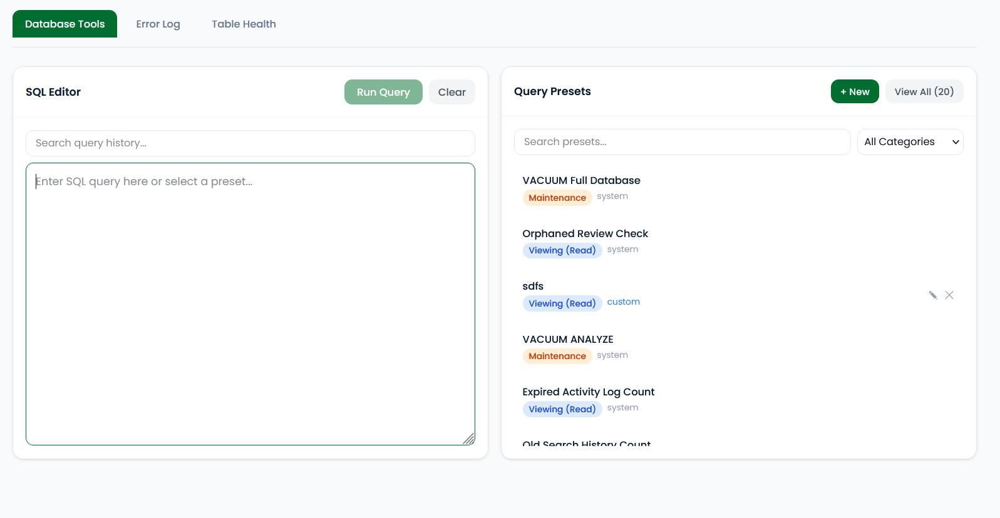 Database Tools
Error Log
Table Health
SQL Editor
Run Query
Clear
Search query history...
Enter SQL query here or select a preset...
Query Presets
+ New
View All (20)
Search presets...
All Categories
VACUUM Full Database
Maintenance system
Orphaned Review Check
Viewing (Read) system
sdfs
Viewing (Read) custom
VACUUM ANALYZE
Maintenance system
Expired Activity Log Count
Viewing (Read) system
Old Search History Count